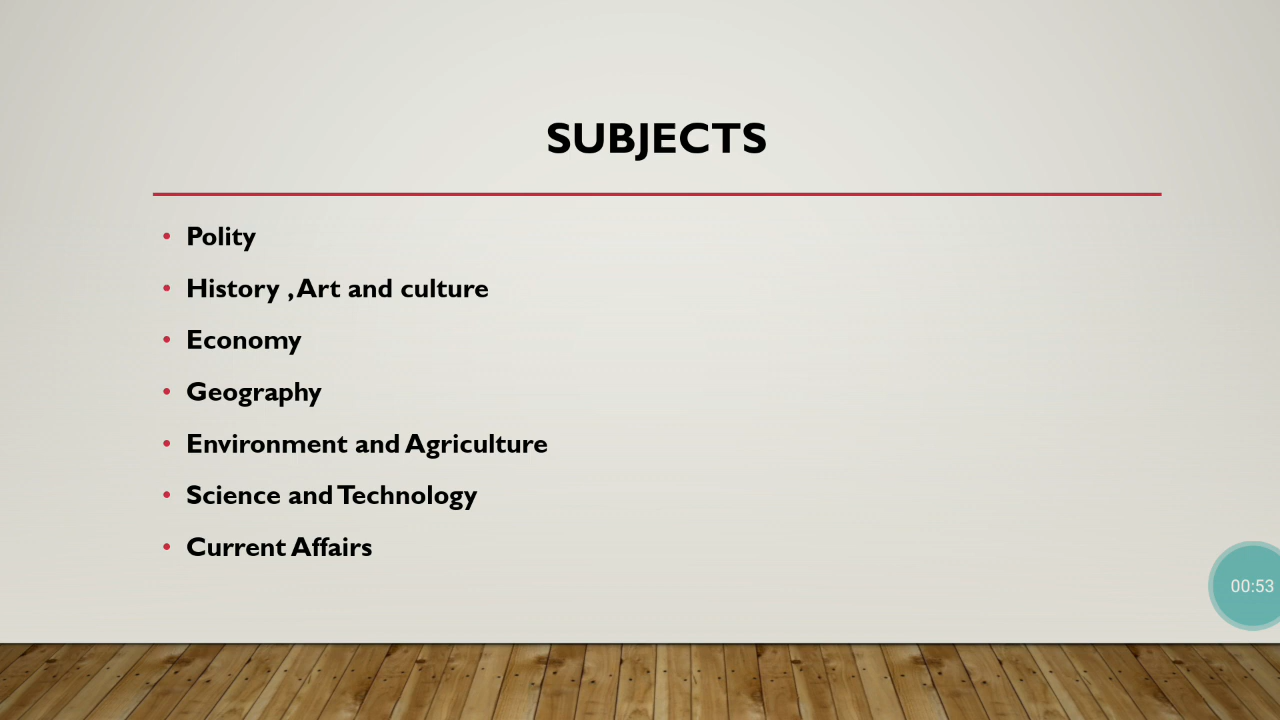 SUBJECTS
• Polity
• History , Art and culture
• Economy
• Geography
• Environment and Agriculture
• Science and Technology
• Current Affairs
00:53